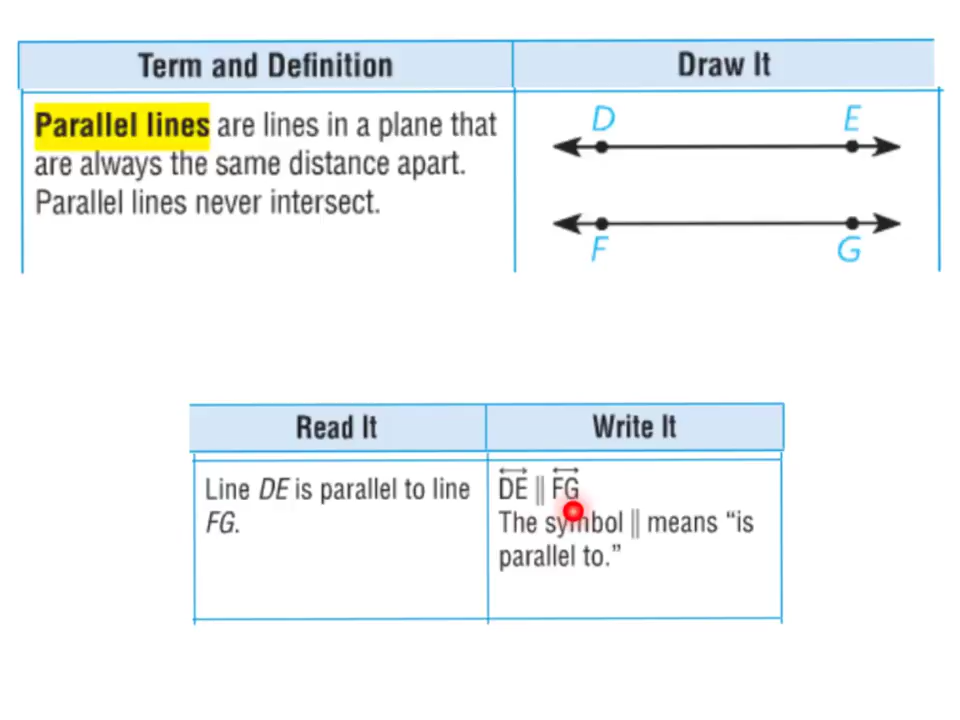 Term and Definition
Draw It
Parallel lines are lines in a plane that
are always the same distance apart.
Parallel lines never intersect.
D
E
F
G
Read It
Write It
Line DE is parallel to line
FG.
DE || FG
The symbol || means “is
parallel to.”